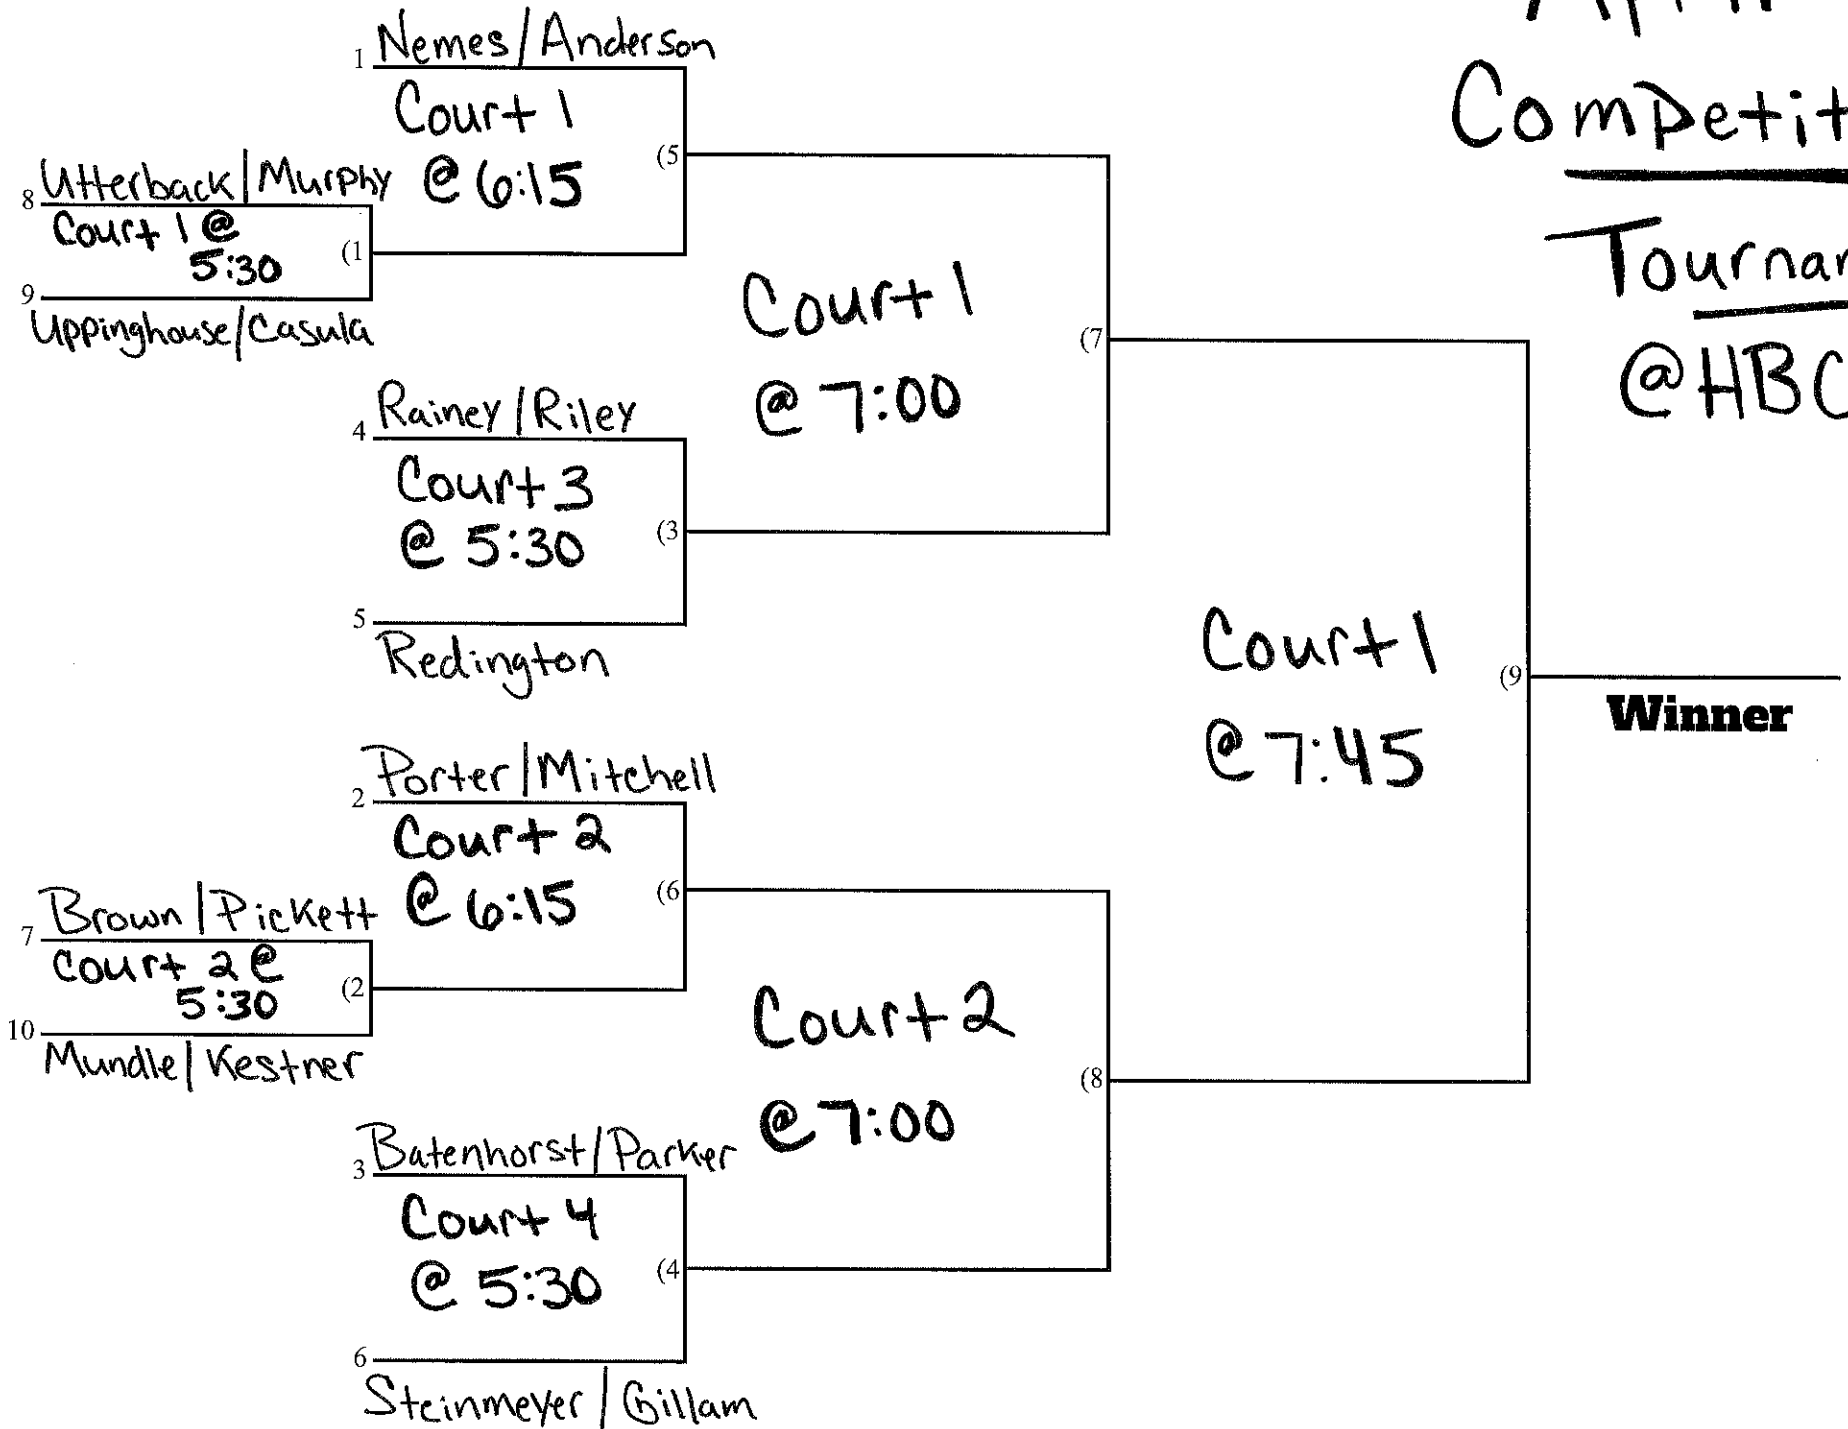 1 Nemes/Anderson
Court 1
@ 6:15
(5
8 Utterback/Murphy
Court 1 @
5:30
(1
9
Uppinghouse/Casula
Court 1
@ 7:00
(7
4 Rainey/Riley
Court 3
@ 5:30
(3
5
Redington
2 Porter/Mitchell
Court 2
@ 6:15
(6
7 Brown/Pickett
Court 2 @
5:30
(2
10
Mundle/Kestner
Court 2
@ 7:00
(8
3 Batenhorst/Parker
Court 4
@ 5:30
(4
6
Steinmeyer/Gillam
Court 1
@ 7:45
(9
Winner
Competit
Tournar
@HBC